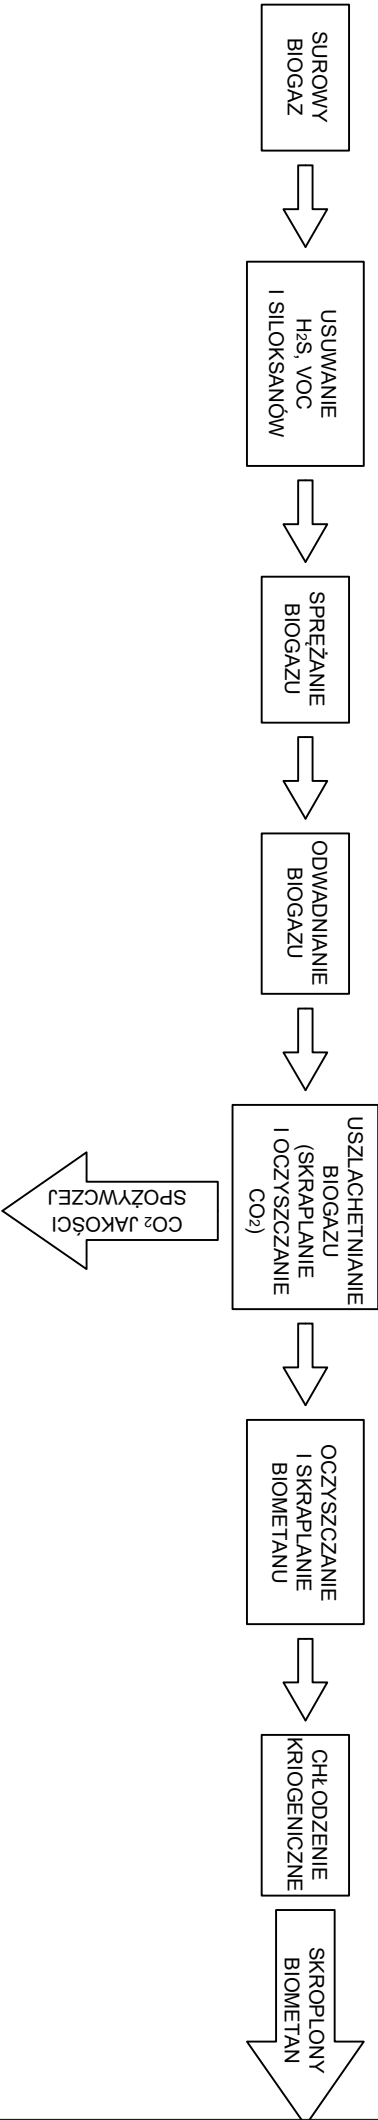 SUROWY
BIOGAZ
USUWANIE
H2S, VOC
I SILOKSANÓW
SPRĘŻANIE
BIOGAZU
ODWADNIANIE
BIOGAZU
USZLACHETNIANIE
BIOGAZU
(SKRAPLANIE
I OCZYSZCZANIE
CO2)
CO2 JAKOŚCI
SPOŻYWCZEJ
OCZYSZCZANIE
I SKRAPLANIE
BIOMETANU
CHŁODZENIE
KRIOGENICZNE
SKROPLONY
BIOMETAN